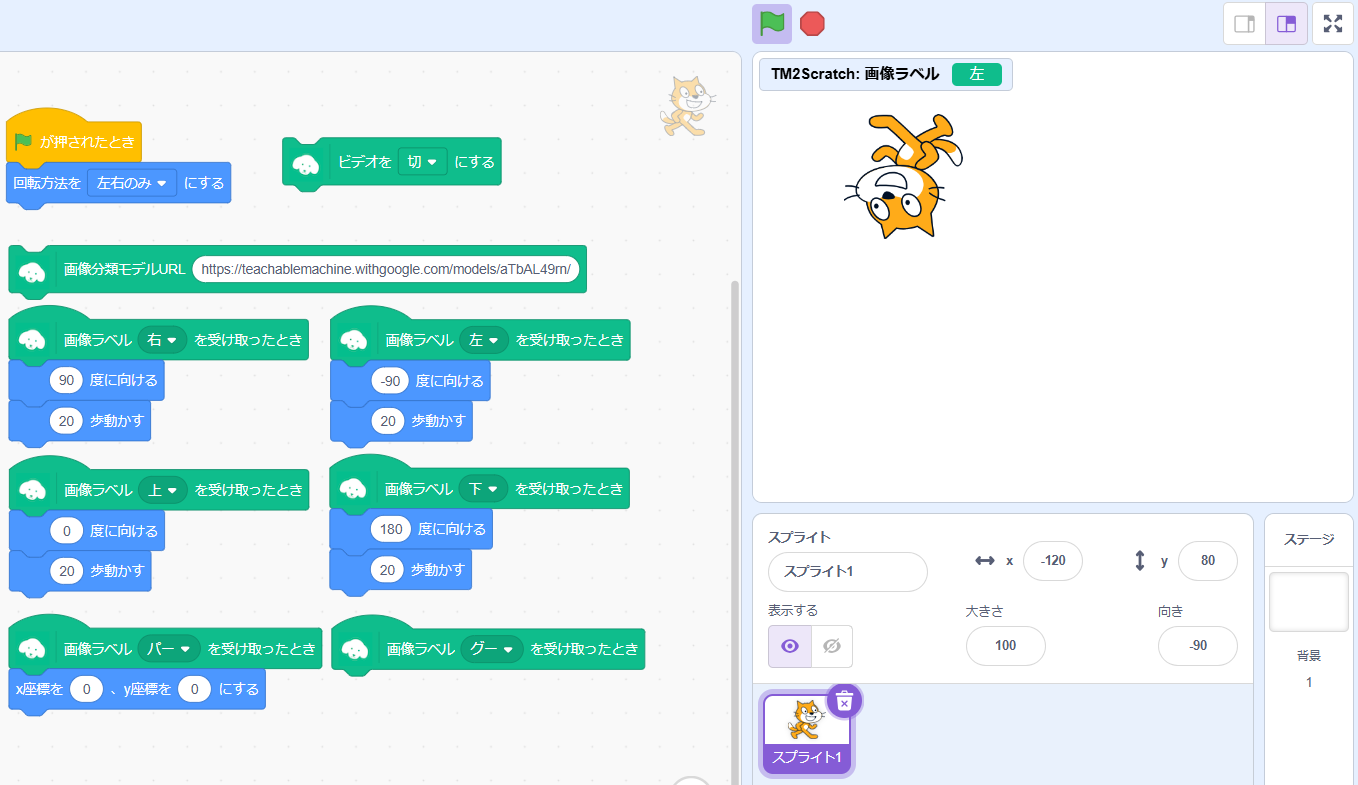 TM2Scratch: 画像ラベル 左
が押されたとき
回転方法を 左右のみ にする
ビデオを 切 にする
画像分類モデルURL https://teachablemachine.withgoogle.com/models/aTbAL49rn/
画像ラベル 右 を受け取ったとき
90 度に向ける
20 歩動かす
画像ラベル 左 を受け取ったとき
-90 度に向ける
20 歩動かす
画像ラベル 上 を受け取ったとき
0 度に向ける
20 歩動かす
画像ラベル 下 を受け取ったとき
180 度に向ける
20 歩動かす
画像ラベル パー を受け取ったとき
x座標を 0 、y座標を 0 にする
画像ラベル グー を受け取ったとき
スプライト
スプライト1
x -120
y 80
表示する
大きさ
100
向き
-90
スプライト1
ステージ
背景
1